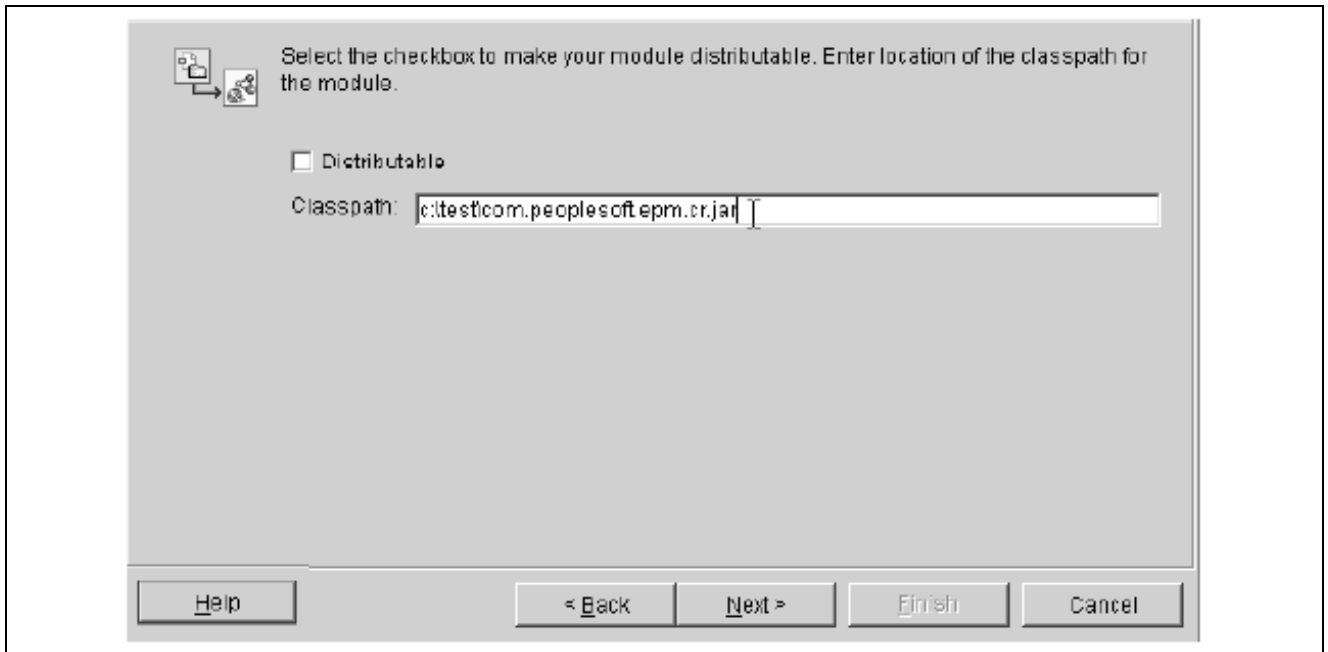 Select the checkbox to make your module distributable. Enter location of the classpath for
the module.
Distributable
Classpath: c:\test\com.peoplesoft.epm.cr.jar
Help < Back Next > Finish Cancel